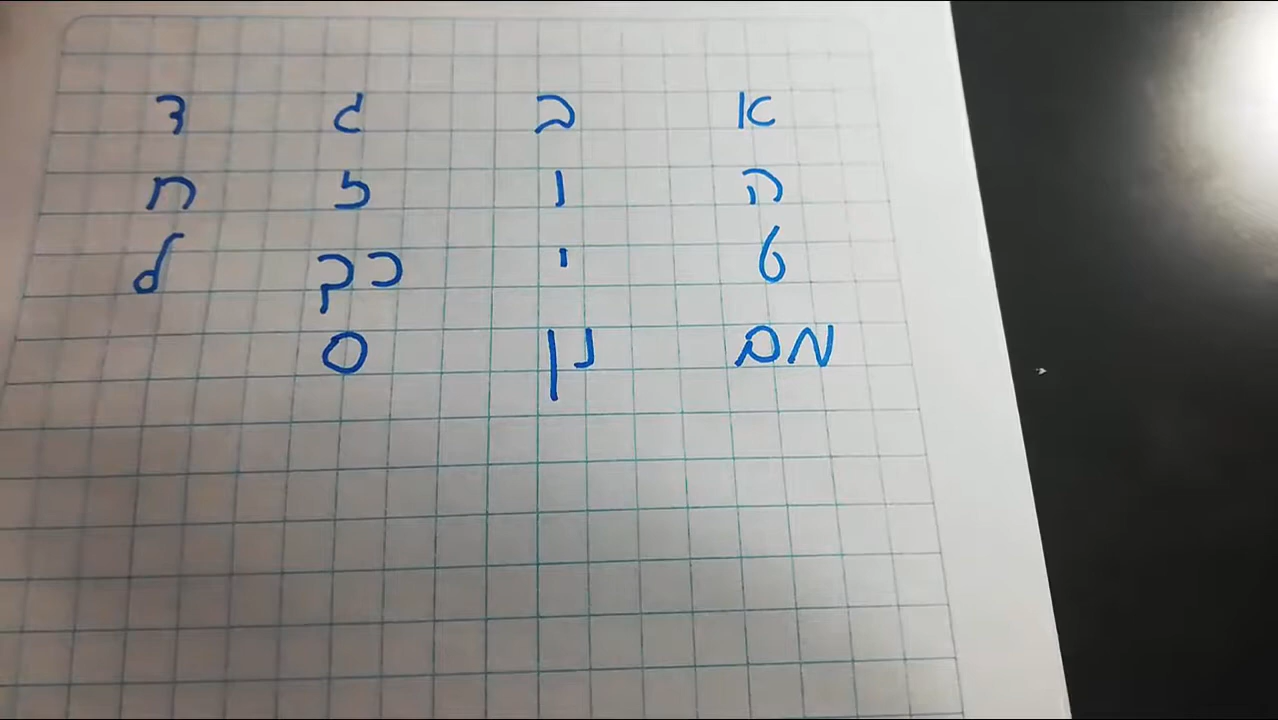 א ב ג ד
ה ו ז ח
ט י כך ל
מם נן ס